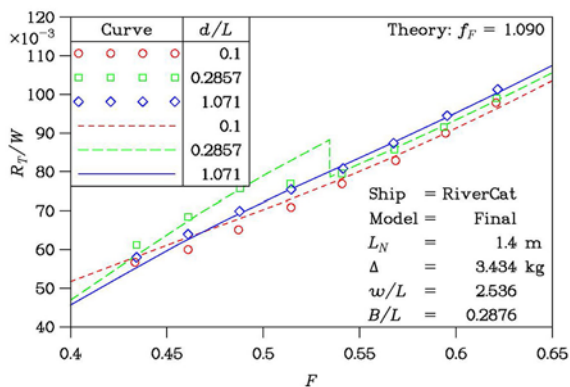 120
×10⁻³
110
100
90
80
70
60
50
40
R_T/W
Curve d/L
0.1
0.2857
1.071
0.1
0.2857
1.071
Theory: f_F = 1.090
Ship = RiverCat
Model = Final
L_N = 1.4 m
Δ = 3.434 kg
w/L = 2.536
B/L = 0.2876
0.4 0.45 0.5 0.55 0.6 0.65
F